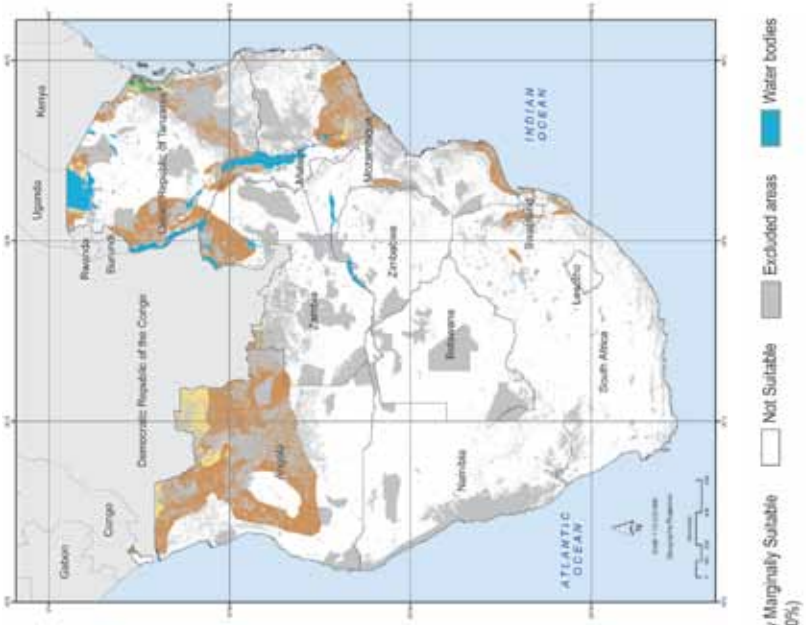 Gabon
Congo
Democratic Republic of the Congo
Uganda
Kenya
Rwanda
Burundi
United Republic of Tanzania
Angola
Zambia
Malawi
Mozambique
Zimbabwe
Namibia
Botswana
Swaziland
Lesotho
South Africa
ATLANTIC
OCEAN
INDIAN
OCEAN
y Marginally Suitable
0%)
Not Suitable
Excluded areas
Water bodies